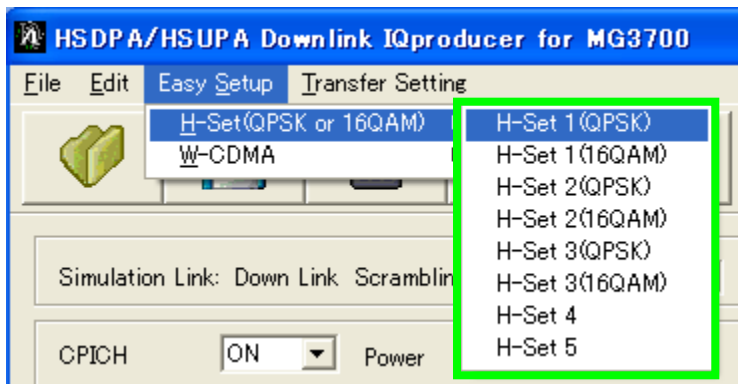 HSDPA/HSUPA Downlink IQproducer for MG3700
File Edit Easy Setup Transfer Setting
H-Set(QPSK or 16QAM)
W-CDMA
H-Set 1(QPSK)
H-Set 1(16QAM)
H-Set 2(QPSK)
H-Set 2(16QAM)
H-Set 3(QPSK)
H-Set 3(16QAM)
H-Set 4
H-Set 5
Simulation Link: Down Link
CPICH ON Power